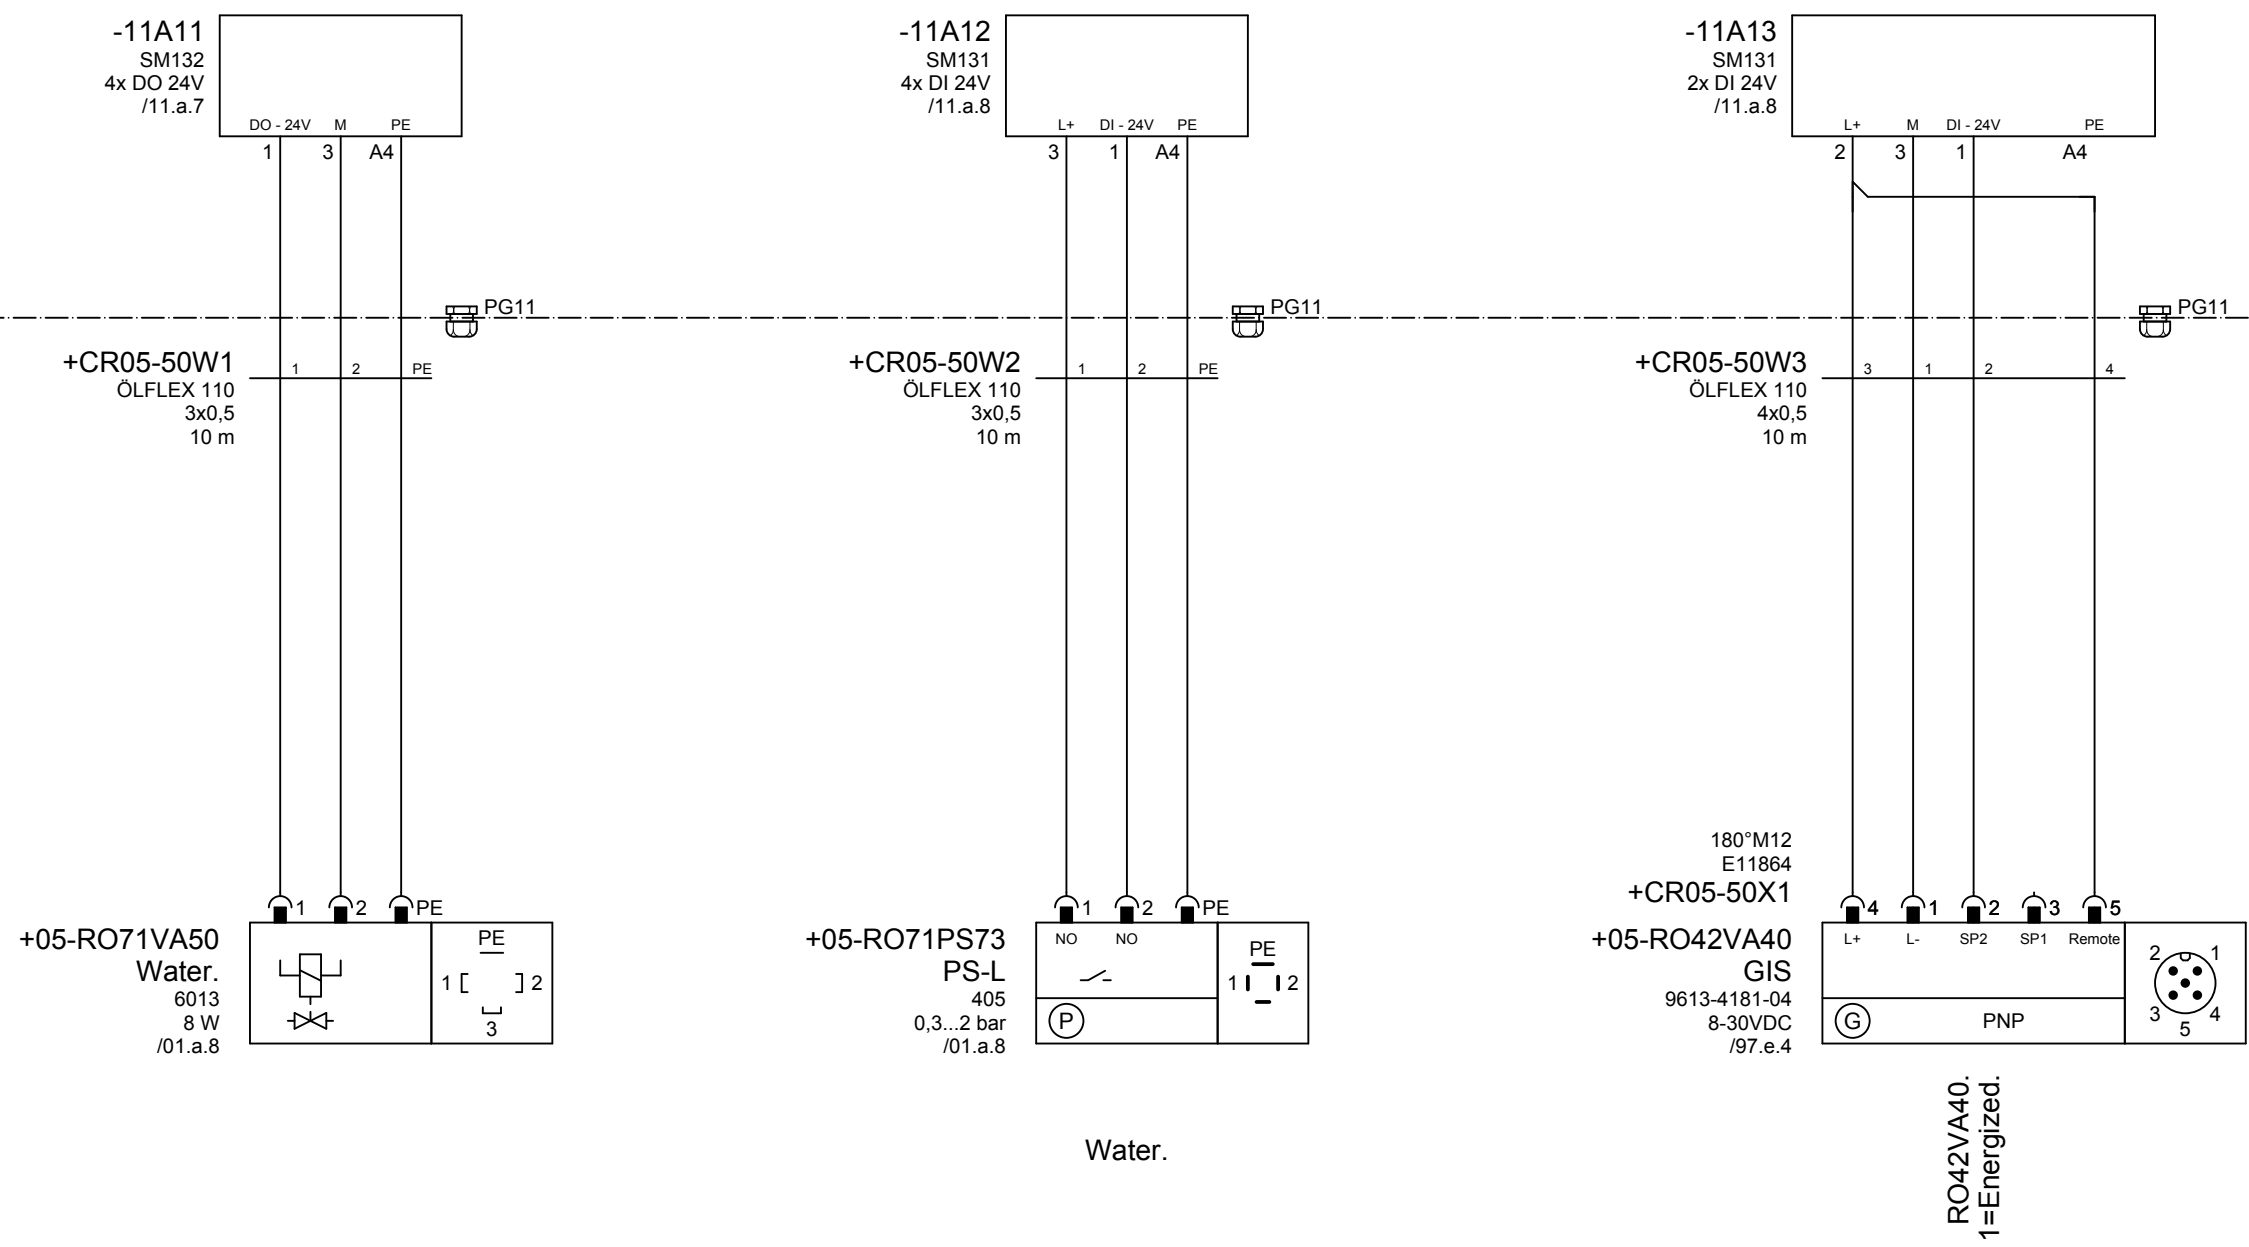 -11A11
SM132
4x DO 24V
/11.a.7
DO - 24V M PE
1 3 A4
-11A12
SM131
4x DI 24V
/11.a.8
L+ DI - 24V PE
3 1 A4
-11A13
SM131
2x DI 24V
/11.a.8
L+ M DI - 24V PE
2 3 1 A4
PG11
PG11
PG11
+CR05-50W1
ÖLFLEX 110
3x0,5
10 m
1 2 PE
+CR05-50W2
ÖLFLEX 110
3x0,5
10 m
1 2 PE
+CR05-50W3
ÖLFLEX 110
4x0,5
10 m
3 1 2 4
1 2 PE
+05-RO71VA50
Water.
6013
8 W
/01.a.8
PE
1 2
3
1 2 PE
+05-RO71PS73
PS-L
405
0,3...2 bar
/01.a.8
NO NO
P
PE
1 2
Water.
180°M12
E11864
+CR05-50X1
4 1 2 3 5
+05-RO42VA40
GIS
9613-4181-04
8-30VDC
/97.e.4
L+ L- SP2 SP1 Remote
G PNP
2 1
3 4
5
RO42VA40.
1=Energized.